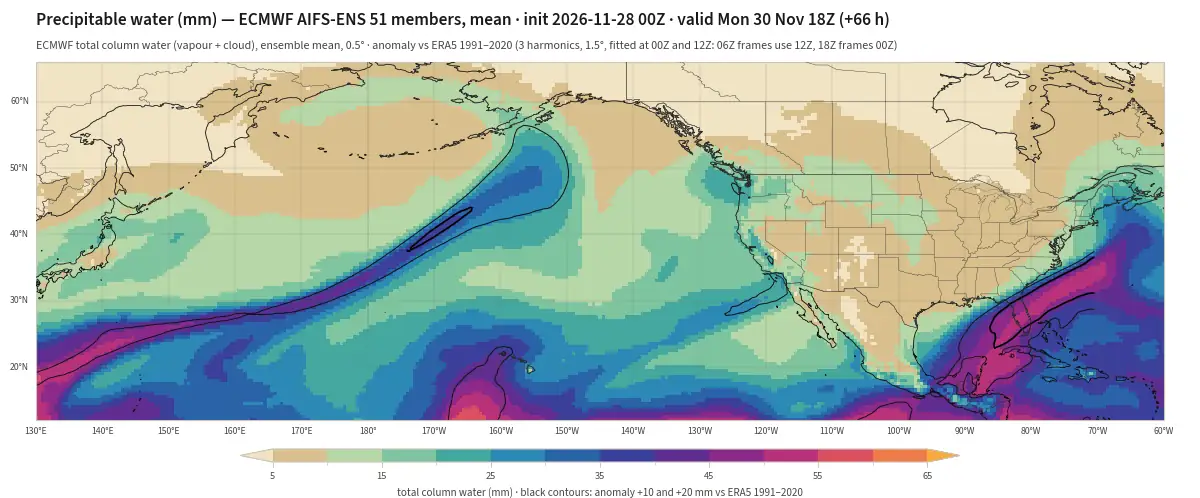 Precipitable water (mm) — ECMWF AIFS-ENS 51 members, mean · init 2026-11-28 00Z · valid Mon 30 Nov 18Z (+66 h)
ECMWF total column water (vapour + cloud), ensemble mean, 0.5° · anomaly vs ERA5 1991–2020 (3 harmonics, 1.5°, fitted at 00Z and 12Z: 06Z frames use 12Z, 18Z frames 00Z)
60°N
50°N
40°N
30°N
20°N
130°E 140°E 150°E 160°E 170°E 180° 170°W 160°W 150°W 140°W 130°W 120°W 110°W 100°W 90°W 80°W 70°W 60°W
5 15 25 35 45 55 65
total column water (mm) · black contours: anomaly +10 and +20 mm vs ERA5 1991–2020